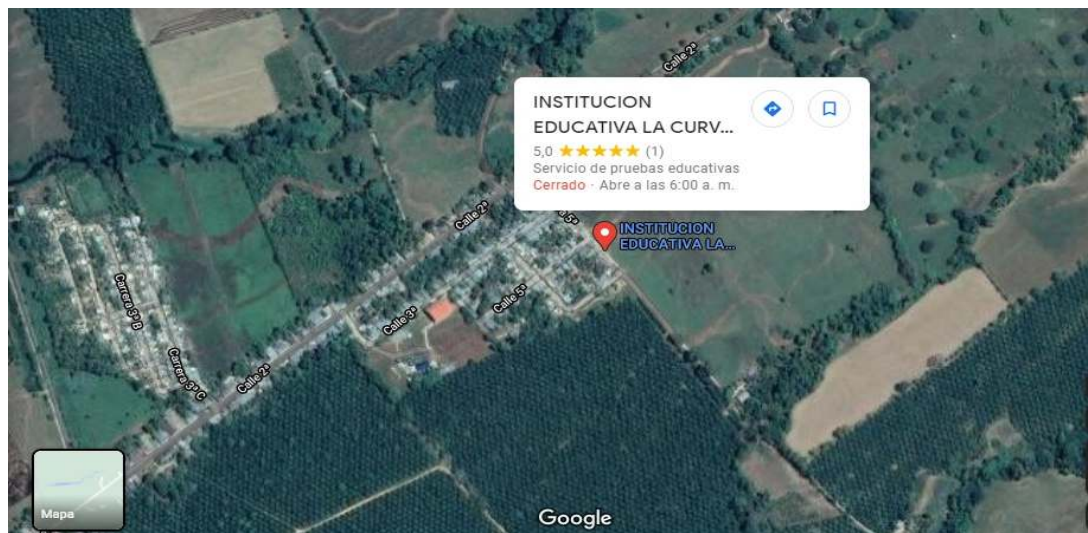 Calle 2ª
INSTITUCION
EDUCATIVA LA CURV...
5,0 ★★★★★ (1)
Servicio de pruebas educativas
Cerrado · Abre a las 6:00 a. m.
Calle 2ª
a 5ª
INSTITUCION
EDUCATIVA LA...
Carrera 3ª B
Calle 5ª
Calle 3ª
Carrera 3ª C
Calle 2ª
Mapa
Google